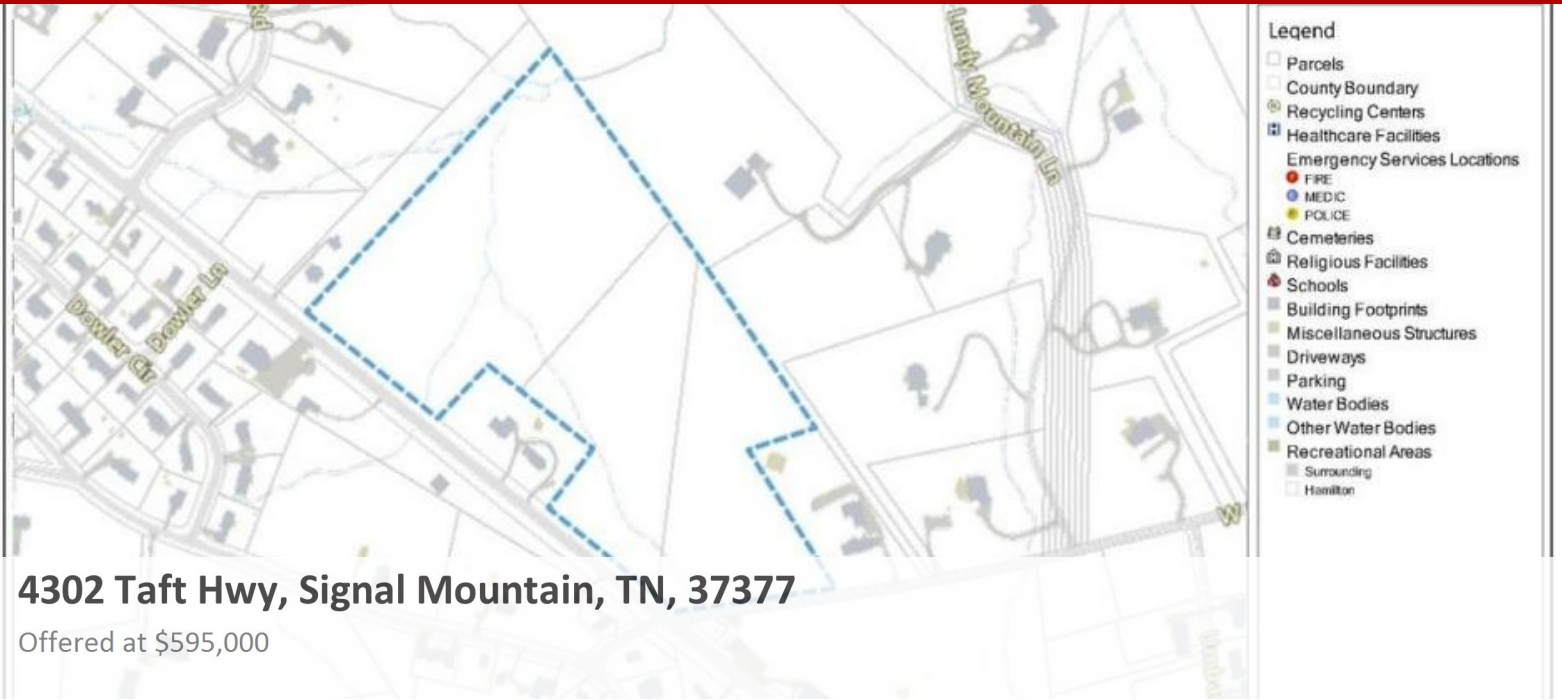 Rd
Lundy Mountain Ln
Dowler Ln
Dowler Cir
W
Legend
Parcels
County Boundary
Recycling Centers
Healthcare Facilities
Emergency Services Locations
FIRE
MEDIC
POLICE
Cemeteries
Religious Facilities
Schools
Building Footprints
Miscellaneous Structures
Driveways
Parking
Water Bodies
Other Water Bodies
Recreational Areas
Surrounding
Hamilton
4302 Taft Hwy, Signal Mountain, TN, 37377
Offered at $595,000